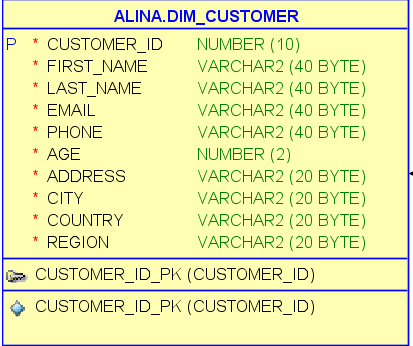 ALINA.DIM_CUSTOMER
P * CUSTOMER_ID NUMBER (10)
* FIRST_NAME VARCHAR2 (40 BYTE)
* LAST_NAME VARCHAR2 (40 BYTE)
* EMAIL VARCHAR2 (40 BYTE)
* PHONE VARCHAR2 (40 BYTE)
* AGE NUMBER (2)
* ADDRESS VARCHAR2 (20 BYTE)
* CITY VARCHAR2 (20 BYTE)
* COUNTRY VARCHAR2 (20 BYTE)
* REGION VARCHAR2 (20 BYTE)
CUSTOMER_ID_PK (CUSTOMER_ID)
CUSTOMER_ID_PK (CUSTOMER_ID)